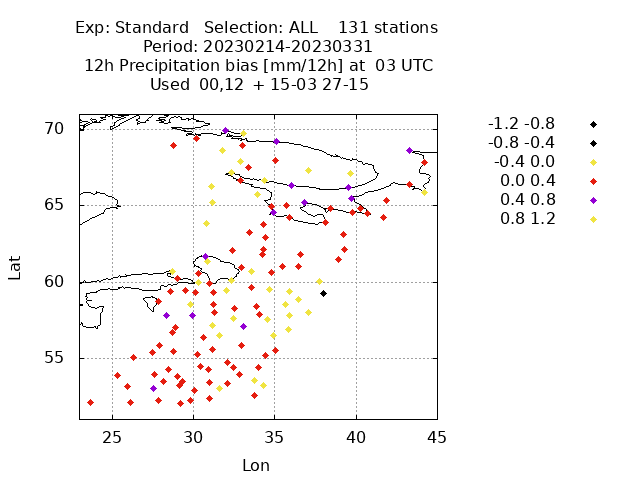 Exp: Standard   Selection: ALL    131 stations
Period: 20230214-20230331
12h Precipitation bias [mm/12h] at  03 UTC
Used  00,12  + 15-03 27-15
-1.2 -0.8
-0.8 -0.4
-0.4 0.0
0.0 0.4
0.4 0.8
0.8 1.2
70
65
60
55
Lat
25 30 35 40 45
Lon